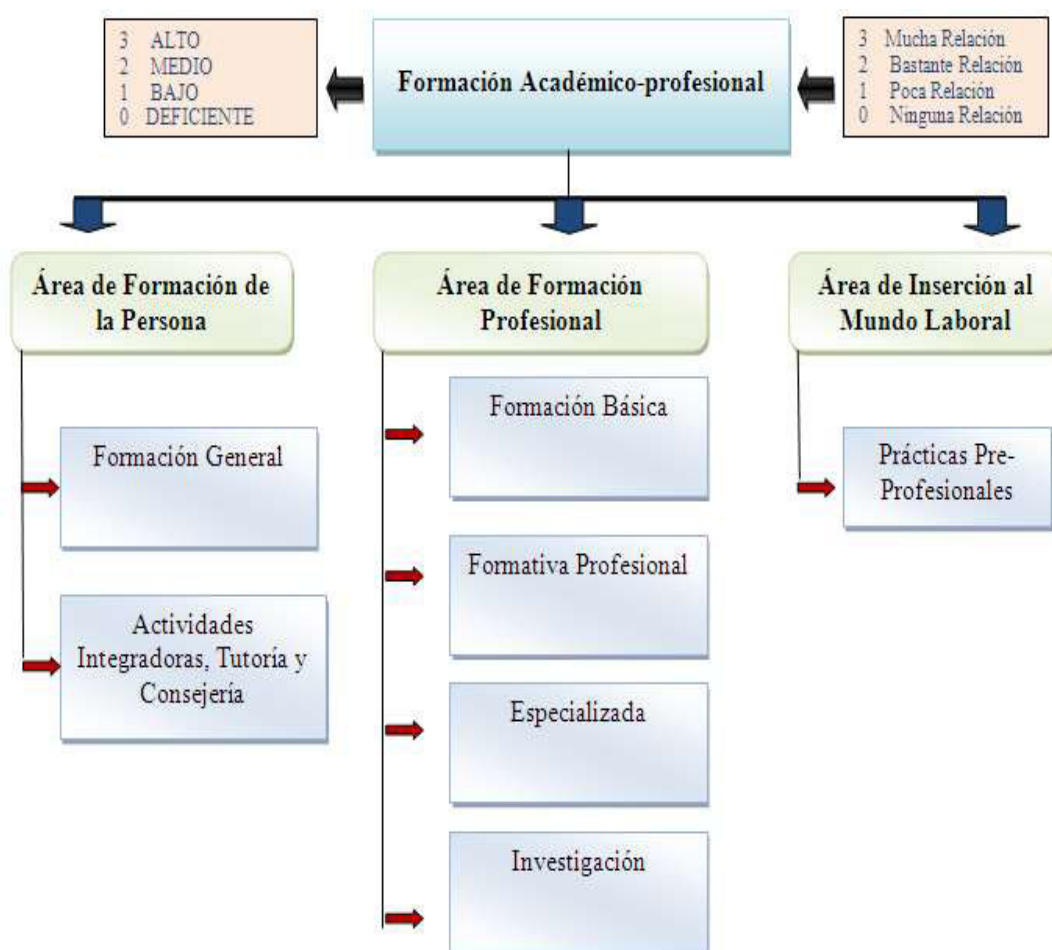 3 ALTO
2 MEDIO
1 BAJO
0 DEFICIENTE
Formación Académico-profesional
3 Mucha Relación
2 Bastante Relación
1 Poca Relación
0 Ninguna Relación
Área de Formación de
la Persona
Formación General
Actividades
Integradoras, Tutoría y
Consejería
Área de Formación
Profesional
Formación Básica
Formativa Profesional
Especializada
Investigación
Área de Inserción al
Mundo Laboral
Prácticas Pre-
Profesionales